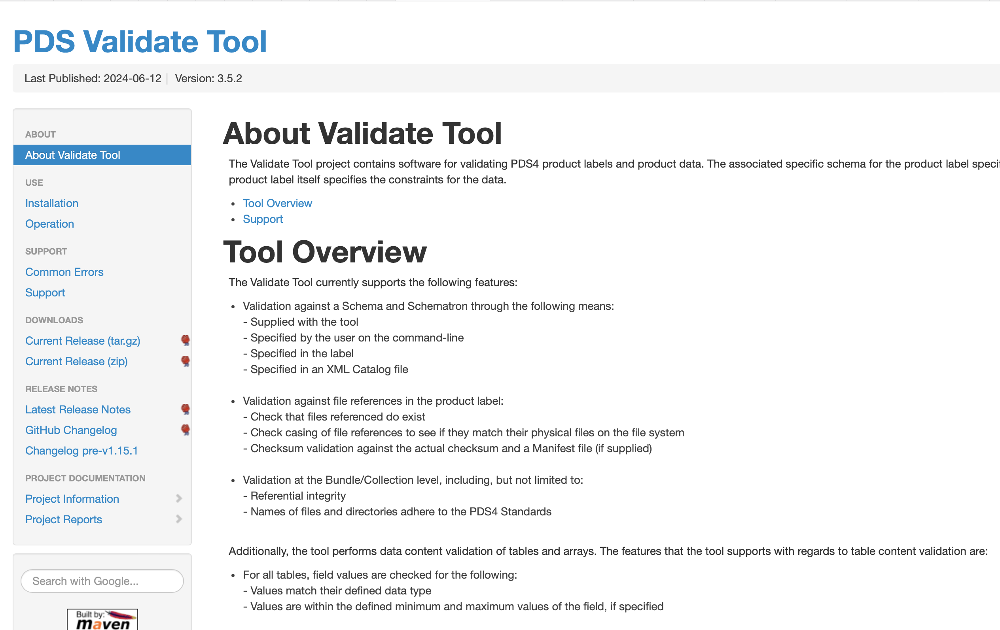 PDS Validate Tool
Last Published: 2024-06-12 | Version: 3.5.2
ABOUT
About Validate Tool
USE
Installation
Operation
SUPPORT
Common Errors
Support
DOWNLOADS
Current Release (tar.gz)
Current Release (zip)
RELEASE NOTES
Latest Release Notes
GitHub Changelog
Changelog pre-v1.15.1
PROJECT DOCUMENTATION
Project Information
Project Reports
Search with Google...
Built by:
maven
About Validate Tool
The Validate Tool project contains software for validating PDS4 product labels and product data. The associated specific schema for the product label
product label itself specifies the constraints for the data.
• Tool Overview
• Support
Tool Overview
The Validate Tool currently supports the following features:
• Validation against a Schema and Schematron through the following means:
- Supplied with the tool
- Specified by the user on the command-line
- Specified in the label
- Specified in an XML Catalog file
• Validation against file references in the product label:
- Check that files referenced do exist
- Check casing of file references to see if they match their physical files on the file system
- Checksum validation against the actual checksum and a Manifest file (if supplied)
• Validation at the Bundle/Collection level, including, but not limited to:
- Referential integrity
- Names of files and directories adhere to the PDS4 Standards
Additionally, the tool performs data content validation of tables and arrays. The features that the tool supports with regards to table content validation are:
• For all tables, field values are checked for the following:
- Values match their defined data type
- Values are within the defined minimum and maximum values of the field, if specified